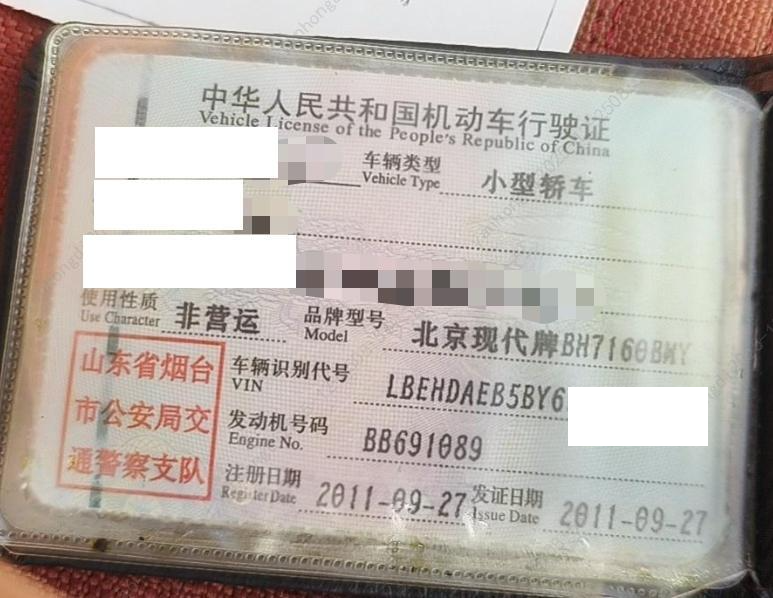 中华人民共和国机动车行驶证
Vehicle License of the People's Republic of China
车辆类型 小型轿车
Vehicle Type
使用性质 非营运 品牌型号 北京现代牌BH7160BMY
Use Character Model
山东省烟台
市公安局交
通警察支队
车辆识别代号 LBEHDAEB5BY6
VIN
发动机号码 BB691089
Engine No.
注册日期 2011-09-27 发证日期 2011-09-27
Register Date Issue Date